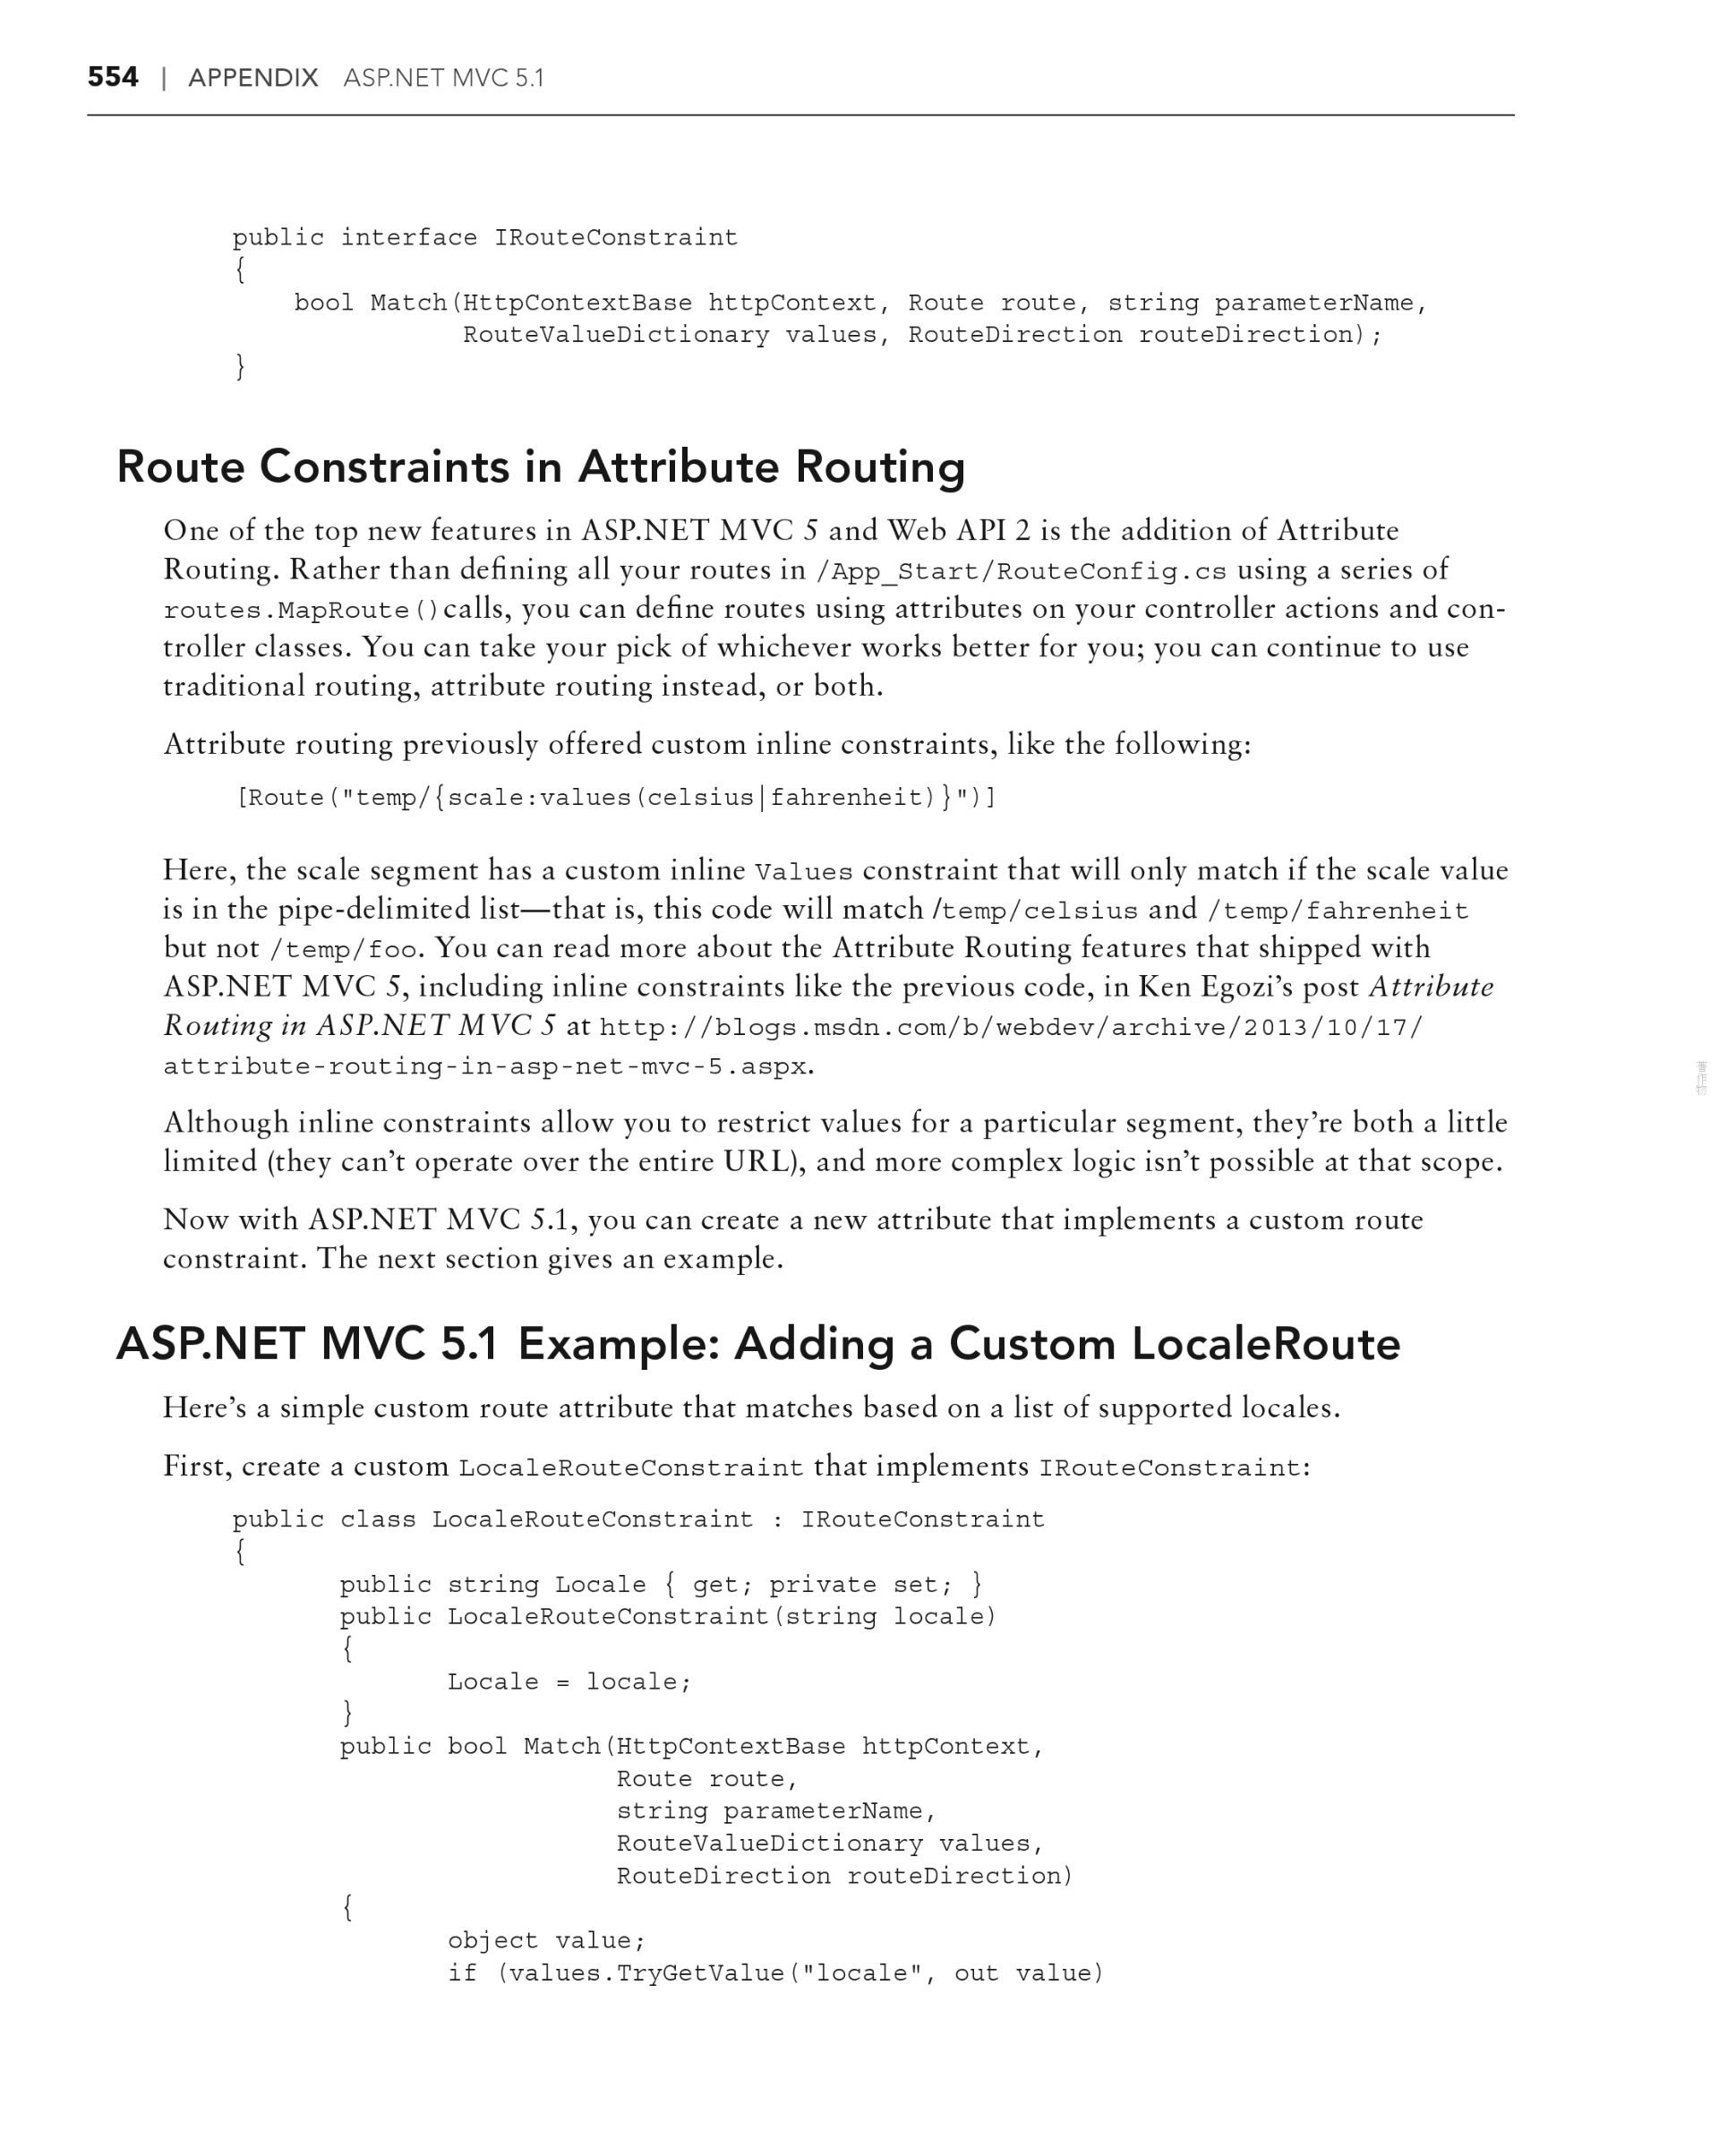 554 | APPENDIX ASP.NET MVC 5.1
public interface IRouteConstraint
{
    bool Match(HttpContextBase httpContext, Route route, string parameterName,
               RouteValueDictionary values, RouteDirection routeDirection);
}
Route Constraints in Attribute Routing
One of the top new features in ASP.NET MVC 5 and Web API 2 is the addition of Attribute
Routing. Rather than defining all your routes in /App_Start/RouteConfig.cs using a series of
routes.MapRoute()calls, you can define routes using attributes on your controller actions and con-
troller classes. You can take your pick of whichever works better for you; you can continue to use
traditional routing, attribute routing instead, or both.
Attribute routing previously offered custom inline constraints, like the following:
[Route("temp/{scale:values(celsius|fahrenheit)}")]
Here, the scale segment has a custom inline Values constraint that will only match if the scale value
is in the pipe-delimited list—that is, this code will match /temp/celsius and /temp/fahrenheit
but not /temp/foo. You can read more about the Attribute Routing features that shipped with
ASP.NET MVC 5, including inline constraints like the previous code, in Ken Egozi’s post Attribute
Routing in ASP.NET MVC 5 at http://blogs.msdn.com/b/webdev/archive/2013/10/17/
attribute-routing-in-asp-net-mvc-5.aspx.
Although inline constraints allow you to restrict values for a particular segment, they’re both a little
limited (they can’t operate over the entire URL), and more complex logic isn’t possible at that scope.
Now with ASP.NET MVC 5.1, you can create a new attribute that implements a custom route
constraint. The next section gives an example.
ASP.NET MVC 5.1 Example: Adding a Custom LocaleRoute
Here’s a simple custom route attribute that matches based on a list of supported locales.
First, create a custom LocaleRouteConstraint that implements IRouteConstraint:
public class LocaleRouteConstraint : IRouteConstraint
{
       public string Locale { get; private set; }
       public LocaleRouteConstraint(string locale)
       {
              Locale = locale;
       }
       public bool Match(HttpContextBase httpContext,
                         Route route,
                         string parameterName,
                         RouteValueDictionary values,
                         RouteDirection routeDirection)
       {
              object value;
              if (values.TryGetValue("locale", out value)
著作物